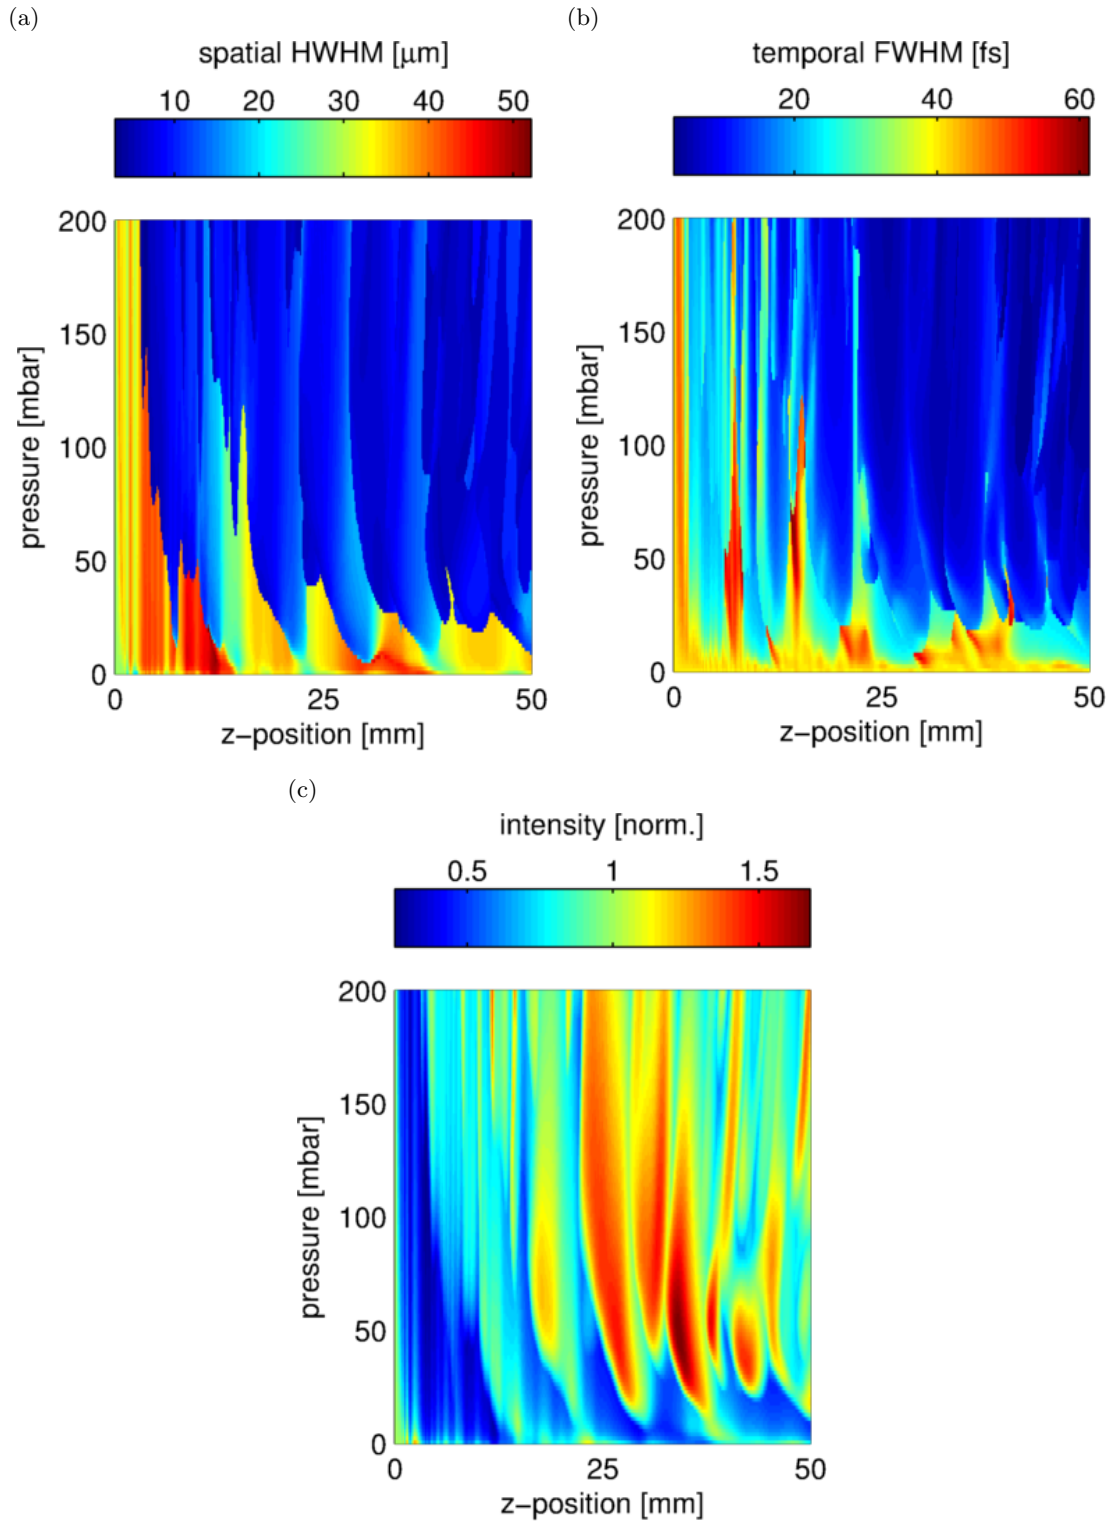 (a)
spatial HWHM [μm]
10 20 30 40 50
200
150
100
50
0
pressure [mbar]
0 25 50
z-position [mm]
(b)
temporal FWHM [fs]
20 40 60
200
150
100
50
0
pressure [mbar]
0 25 50
z-position [mm]
(c)
intensity [norm.]
0.5 1 1.5
200
150
100
50
0
pressure [mbar]
0 25 50
z-position [mm]